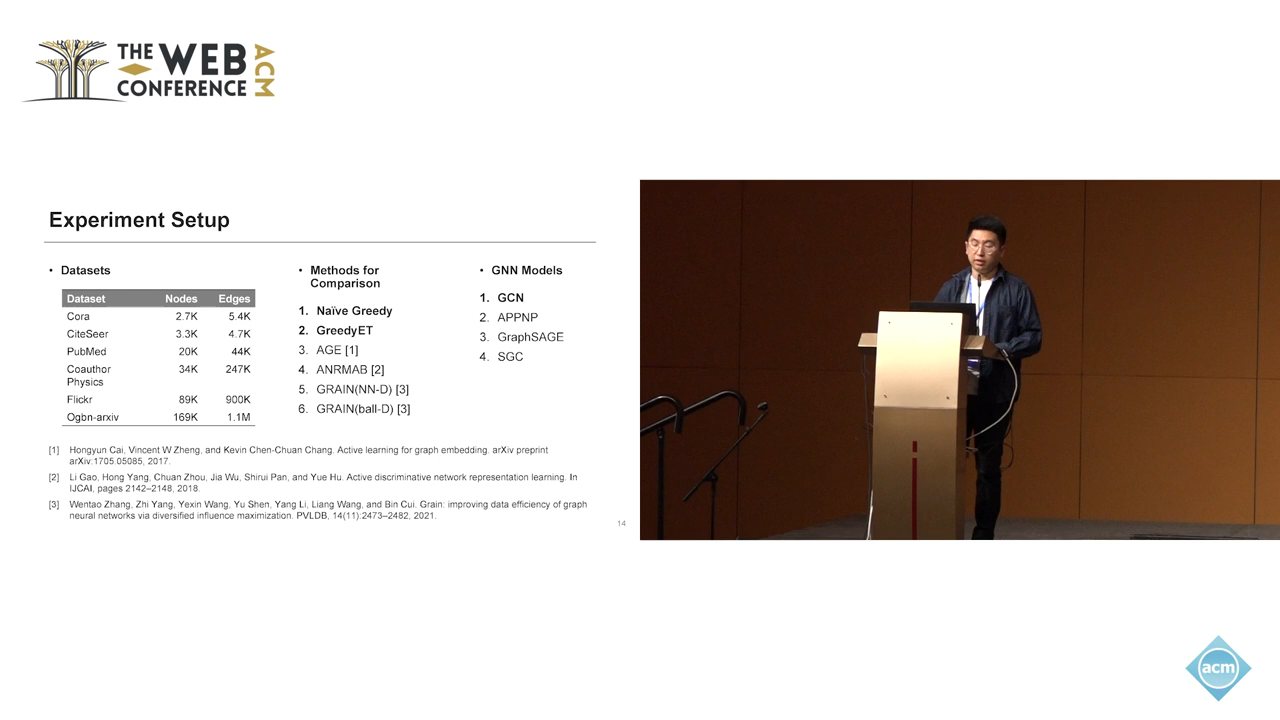 THE WEB
CONFERENCE
ACM
Experiment Setup
• Datasets
Dataset Nodes Edges
Cora 2.7K 5.4K
CiteSeer 3.3K 4.7K
PubMed 20K 44K
Coauthor 34K 247K
Physics
Flickr 89K 900K
Ogbn-arxiv 169K 1.1M
• Methods for
Comparison
1. Naïve Greedy
2. GreedyET
3. AGE [1]
4. ANRMAB [2]
5. GRAIN(NN-D) [3]
6. GRAIN(ball-D) [3]
• GNN Models
1. GCN
2. APPNP
3. GraphSAGE
4. SGC
[1] Hongyun Cai, Vincent W Zheng, and Kevin Chen-Chuan Chang. Active learning for graph embedding. arXiv preprint
arXiv:1705.05085, 2017.
[2] Li Gao, Hong Yang, Chuan Zhou, Jia Wu, Shirui Pan, and Yue Hu. Active discriminative network representation learning. In
IJCAI, pages 2142–2148, 2018.
[3] Wentao Zhang, Zhi Yang, Yexin Wang, Yu Shen, Yang Li, Liang Wang, and Bin Cui. Grain: improving data efficiency of graph
neural networks via diversified influence maximization. PVLDB, 14(11):2473–2482, 2021.
14
acm